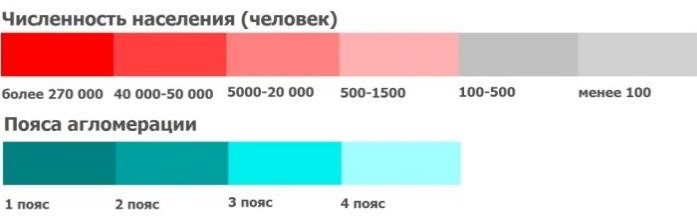 Численность населения (человек)
более 270 000 40 000-50 000 5000-20 000 500-1500 100-500 менее 100
Пояса агломерации
1 пояс 2 пояс 3 пояс 4 пояс